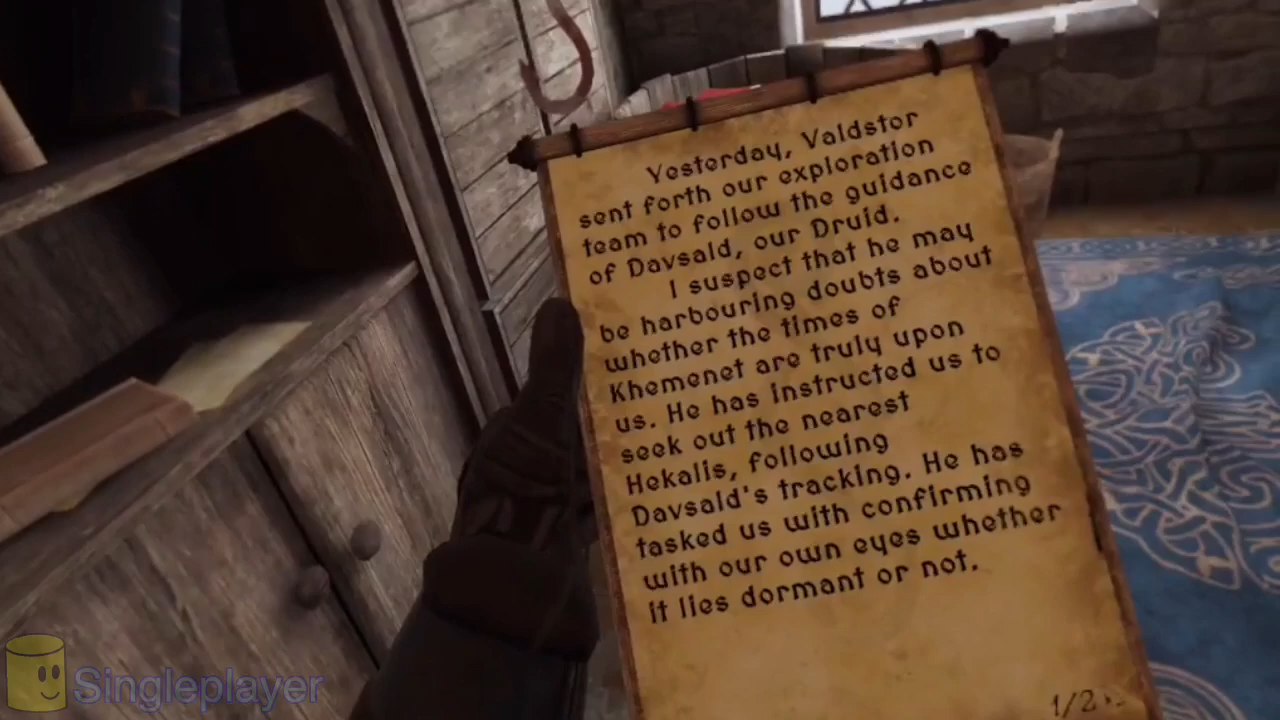 Yesterday, Valdstor
sent forth our exploration
team to follow the guidance
of Davsald, our Druid.
I suspect that he may
be harbouring doubts about
whether the times of
Khemenet are truly upon
us. He has instructed us to
seek out the nearest
Hekalis, following
Davsald's tracking. He has
tasked us with confirming
with our own eyes whether
it lies dormant or not.
1/2
Singleplayer